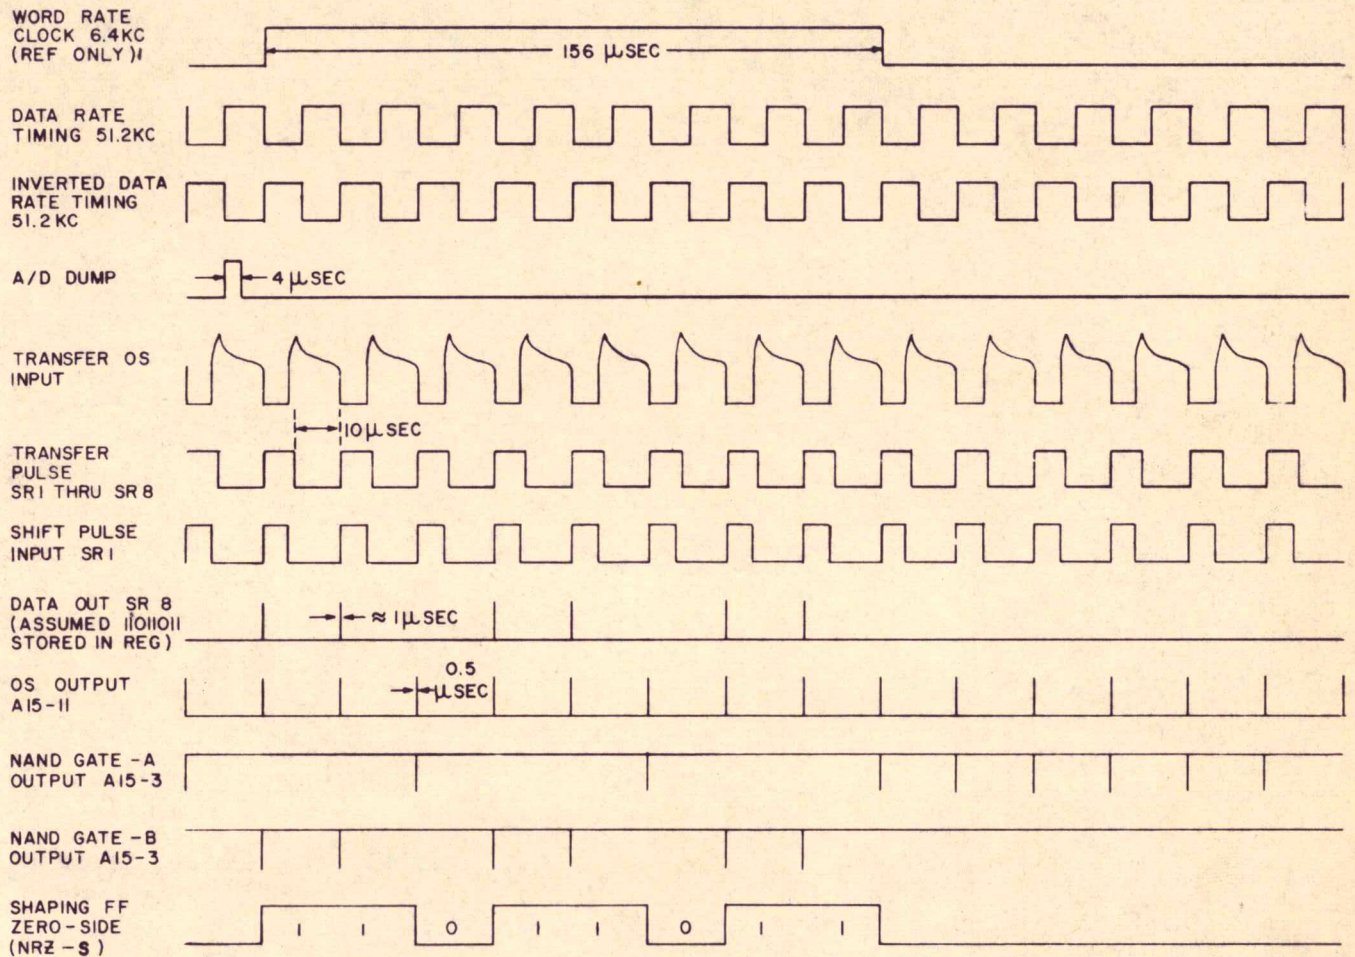 WORD RATE
CLOCK 6.4KC
(REF ONLY)1
156 μSEC
DATA RATE
TIMING 51.2KC
INVERTED DATA
RATE TIMING
51.2KC
A/D DUMP
4 μSEC
TRANSFER OS
INPUT
10 μSEC
TRANSFER
PULSE
SR1 THRU SR8
SHIFT PULSE
INPUT SR1
DATA OUT SR 8
(ASSUMED 11011011
STORED IN REG)
≈ 1 μSEC
OS OUTPUT
A15-11
0.5
μSEC
NAND GATE -A
OUTPUT A15-3
NAND GATE -B
OUTPUT A15-3
SHAPING FF
ZERO-SIDE
(NRZ-S)
1 1 0 1 1 0 1 1